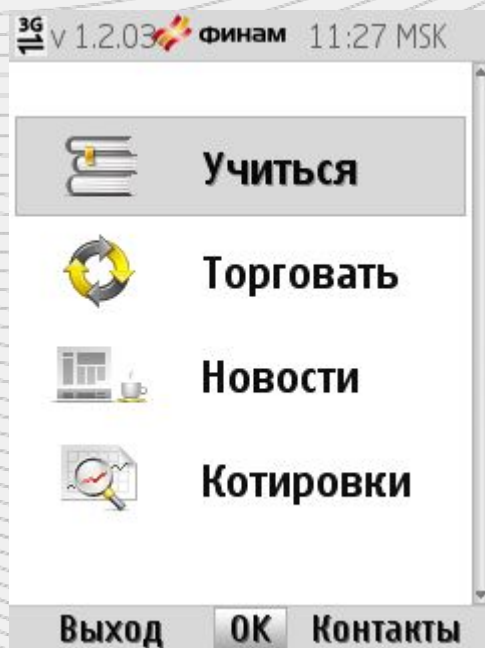 3G v 1.2.03 финам 11:27 MSK
Учиться
Торговать
Новости
Котировки
Выход OK Контакты